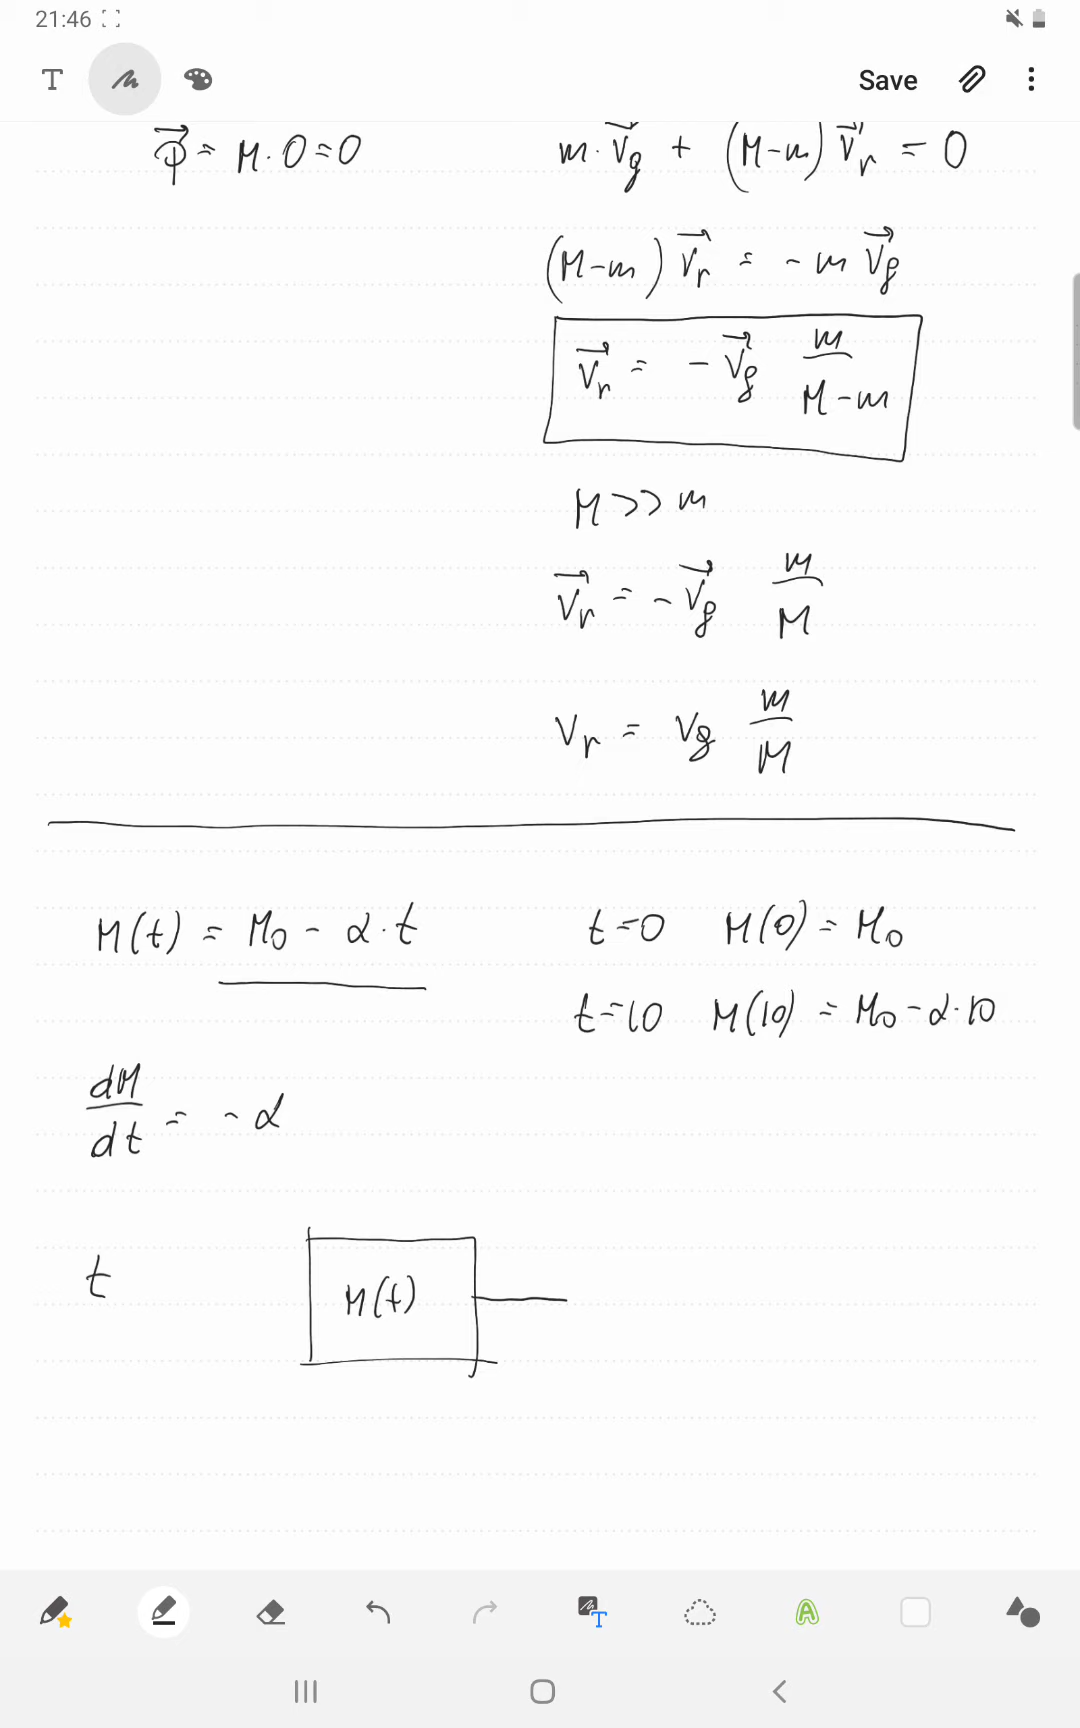 21:46
T
Save
p⃗ = M·0=0
m·v⃗g + (M-m) v⃗r = 0
(M-m) v⃗r = -m v⃗g
v⃗r = -v⃗g m/(M-m)
M >> m
v⃗r = -v⃗g m/M
vr = vg m/M
M(t) = M₀ - α·t
t=0 M(0) = M₀
t=10 M(10) = M₀-α·10
dM/dt = -α
t
M(t)
T
A